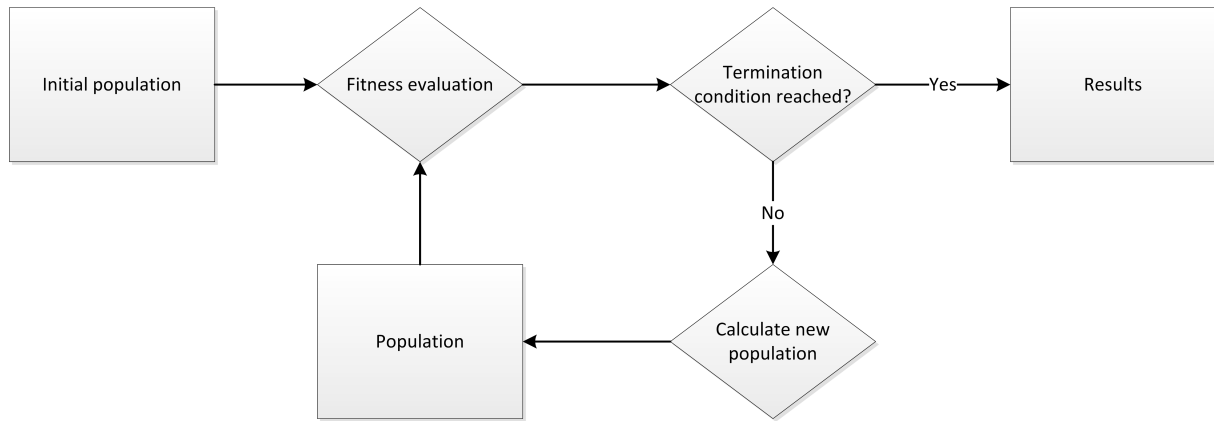 Initial population
Fitness evaluation
Termination
condition reached?
Yes
Results
No
Population
Calculate new
population